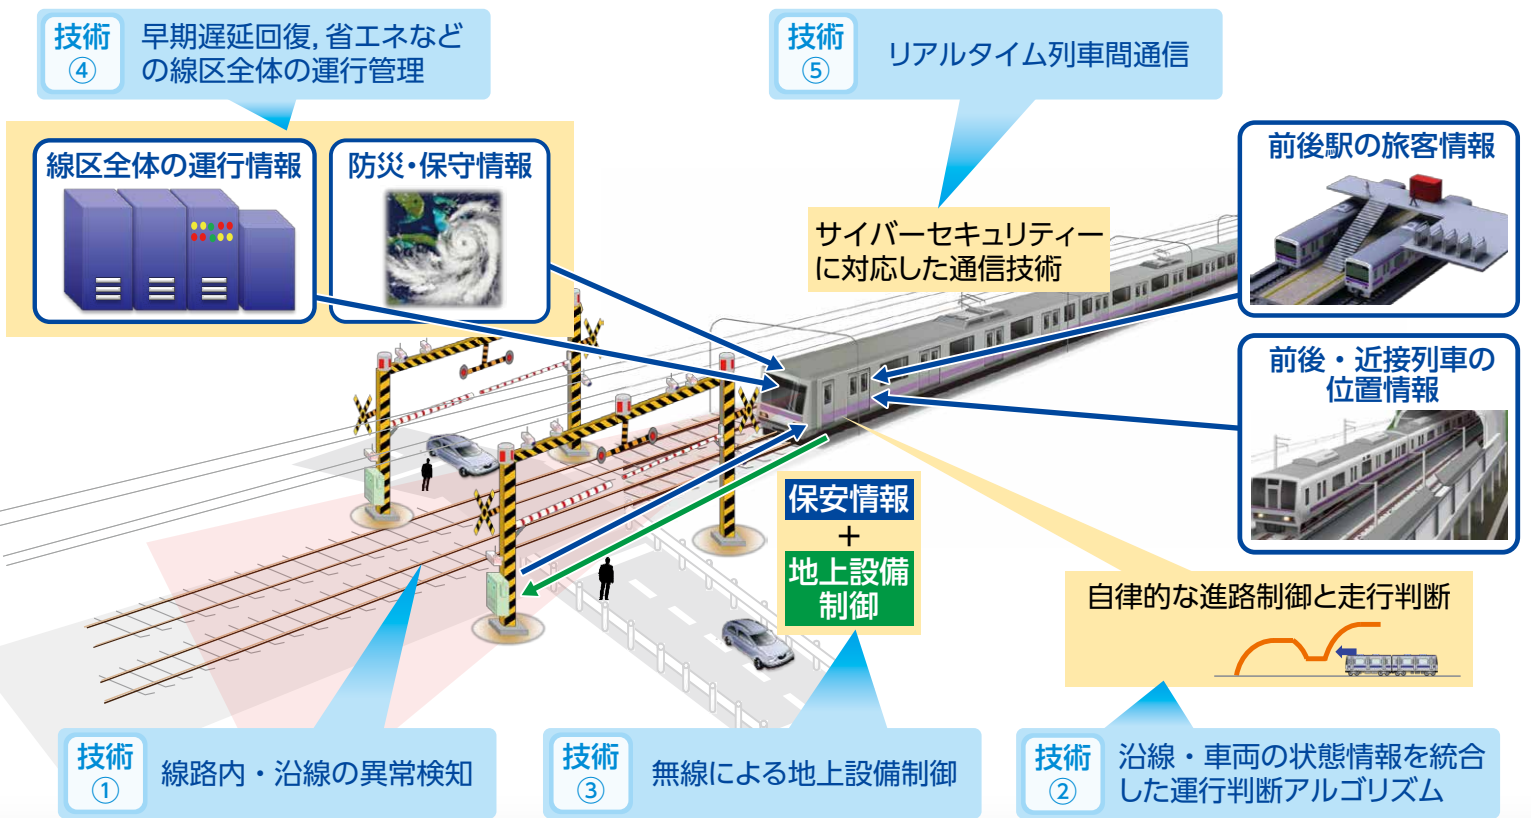 技術
④
早期遅延回復，省エネなど
の線区全体の運行管理
技術
⑤
リアルタイム列車間通信
線区全体の運行情報
防災・保守情報
サイバーセキュリティー
に対応した通信技術
前後駅の旅客情報
前後・近接列車の
位置情報
保安情報
+
地上設備
制御
自律的な進路制御と走行判断
技術
①
線路内・沿線の異常検知
技術
③
無線による地上設備制御
技術
②
沿線・車両の状態情報を統合
した運行判断アルゴリズム